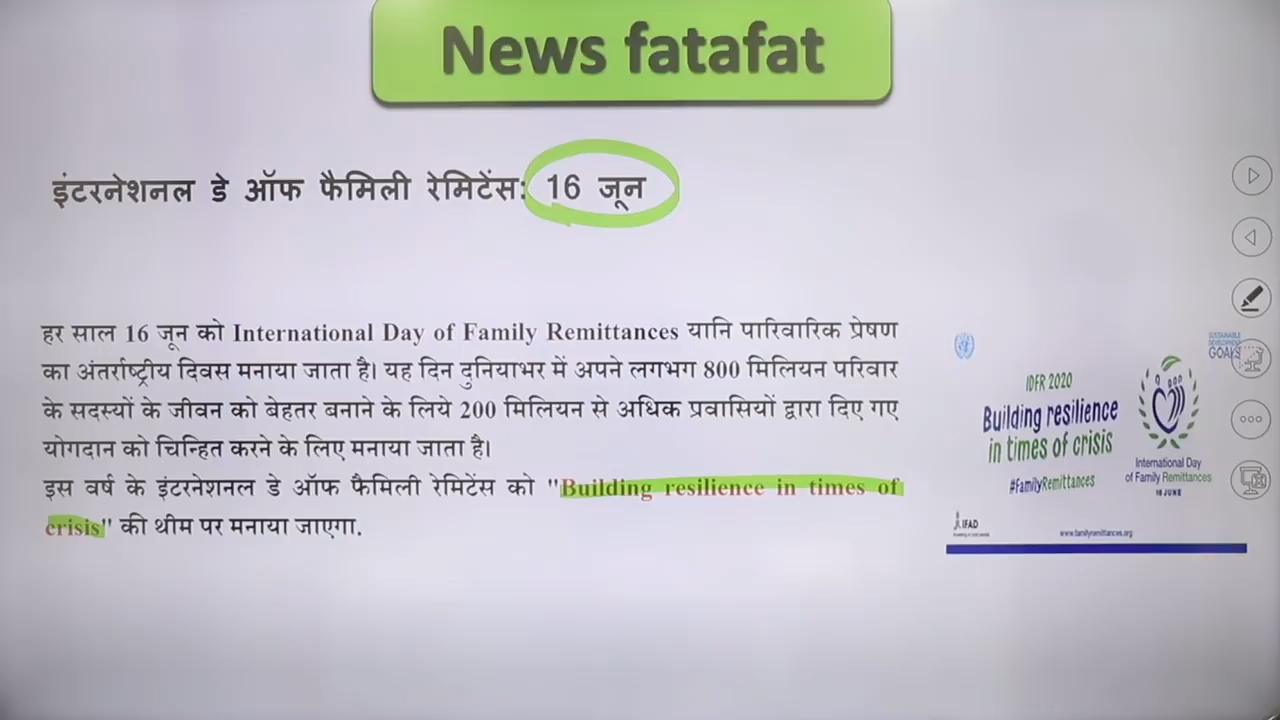 News fatafat
इंटरनेशनल डे ऑफ फैमिली रेमिटेंस: 16 जून
हर साल 16 जून को International Day of Family Remittances यानि पारिवारिक प्रेषण
का अंतर्राष्ट्रीय दिवस मनाया जाता है। यह दिन दुनियाभर में अपने लगभग 800 मिलियन परिवार
के सदस्यों के जीवन को बेहतर बनाने के लिये 200 मिलियन से अधिक प्रवासियों द्वारा दिए गए
योगदान को चिन्हित करने के लिए मनाया जाता है।
इस वर्ष के इंटरनेशनल डे ऑफ फैमिली रेमिटेंस को "Building resilience in times of
crisis" की थीम पर मनाया जाएगा.
SUSTAINABLE
DEVELOPMENT
GOALS
IDFR 2020
Building resilience
in times of crisis
#FamilyRemittances
International Day
of Family Remittances
16 JUNE
IFAD
www.familyremittances.org